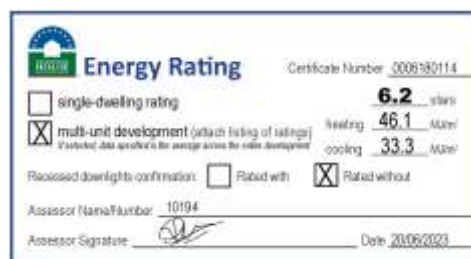 HOUSE
Energy Rating
Certificate Number 0006180114
single-dwelling rating
6.2 stars
multi-unit development (attach listing of ratings)
If selected, data specified is the average across the entire development
heating 46.1 MJ/m²
cooling 33.3 MJ/m²
Recessed downlights confirmation: Rated with X Rated without
Assessor Name/Number 10194
Assessor Signature
Date 20/06/2023